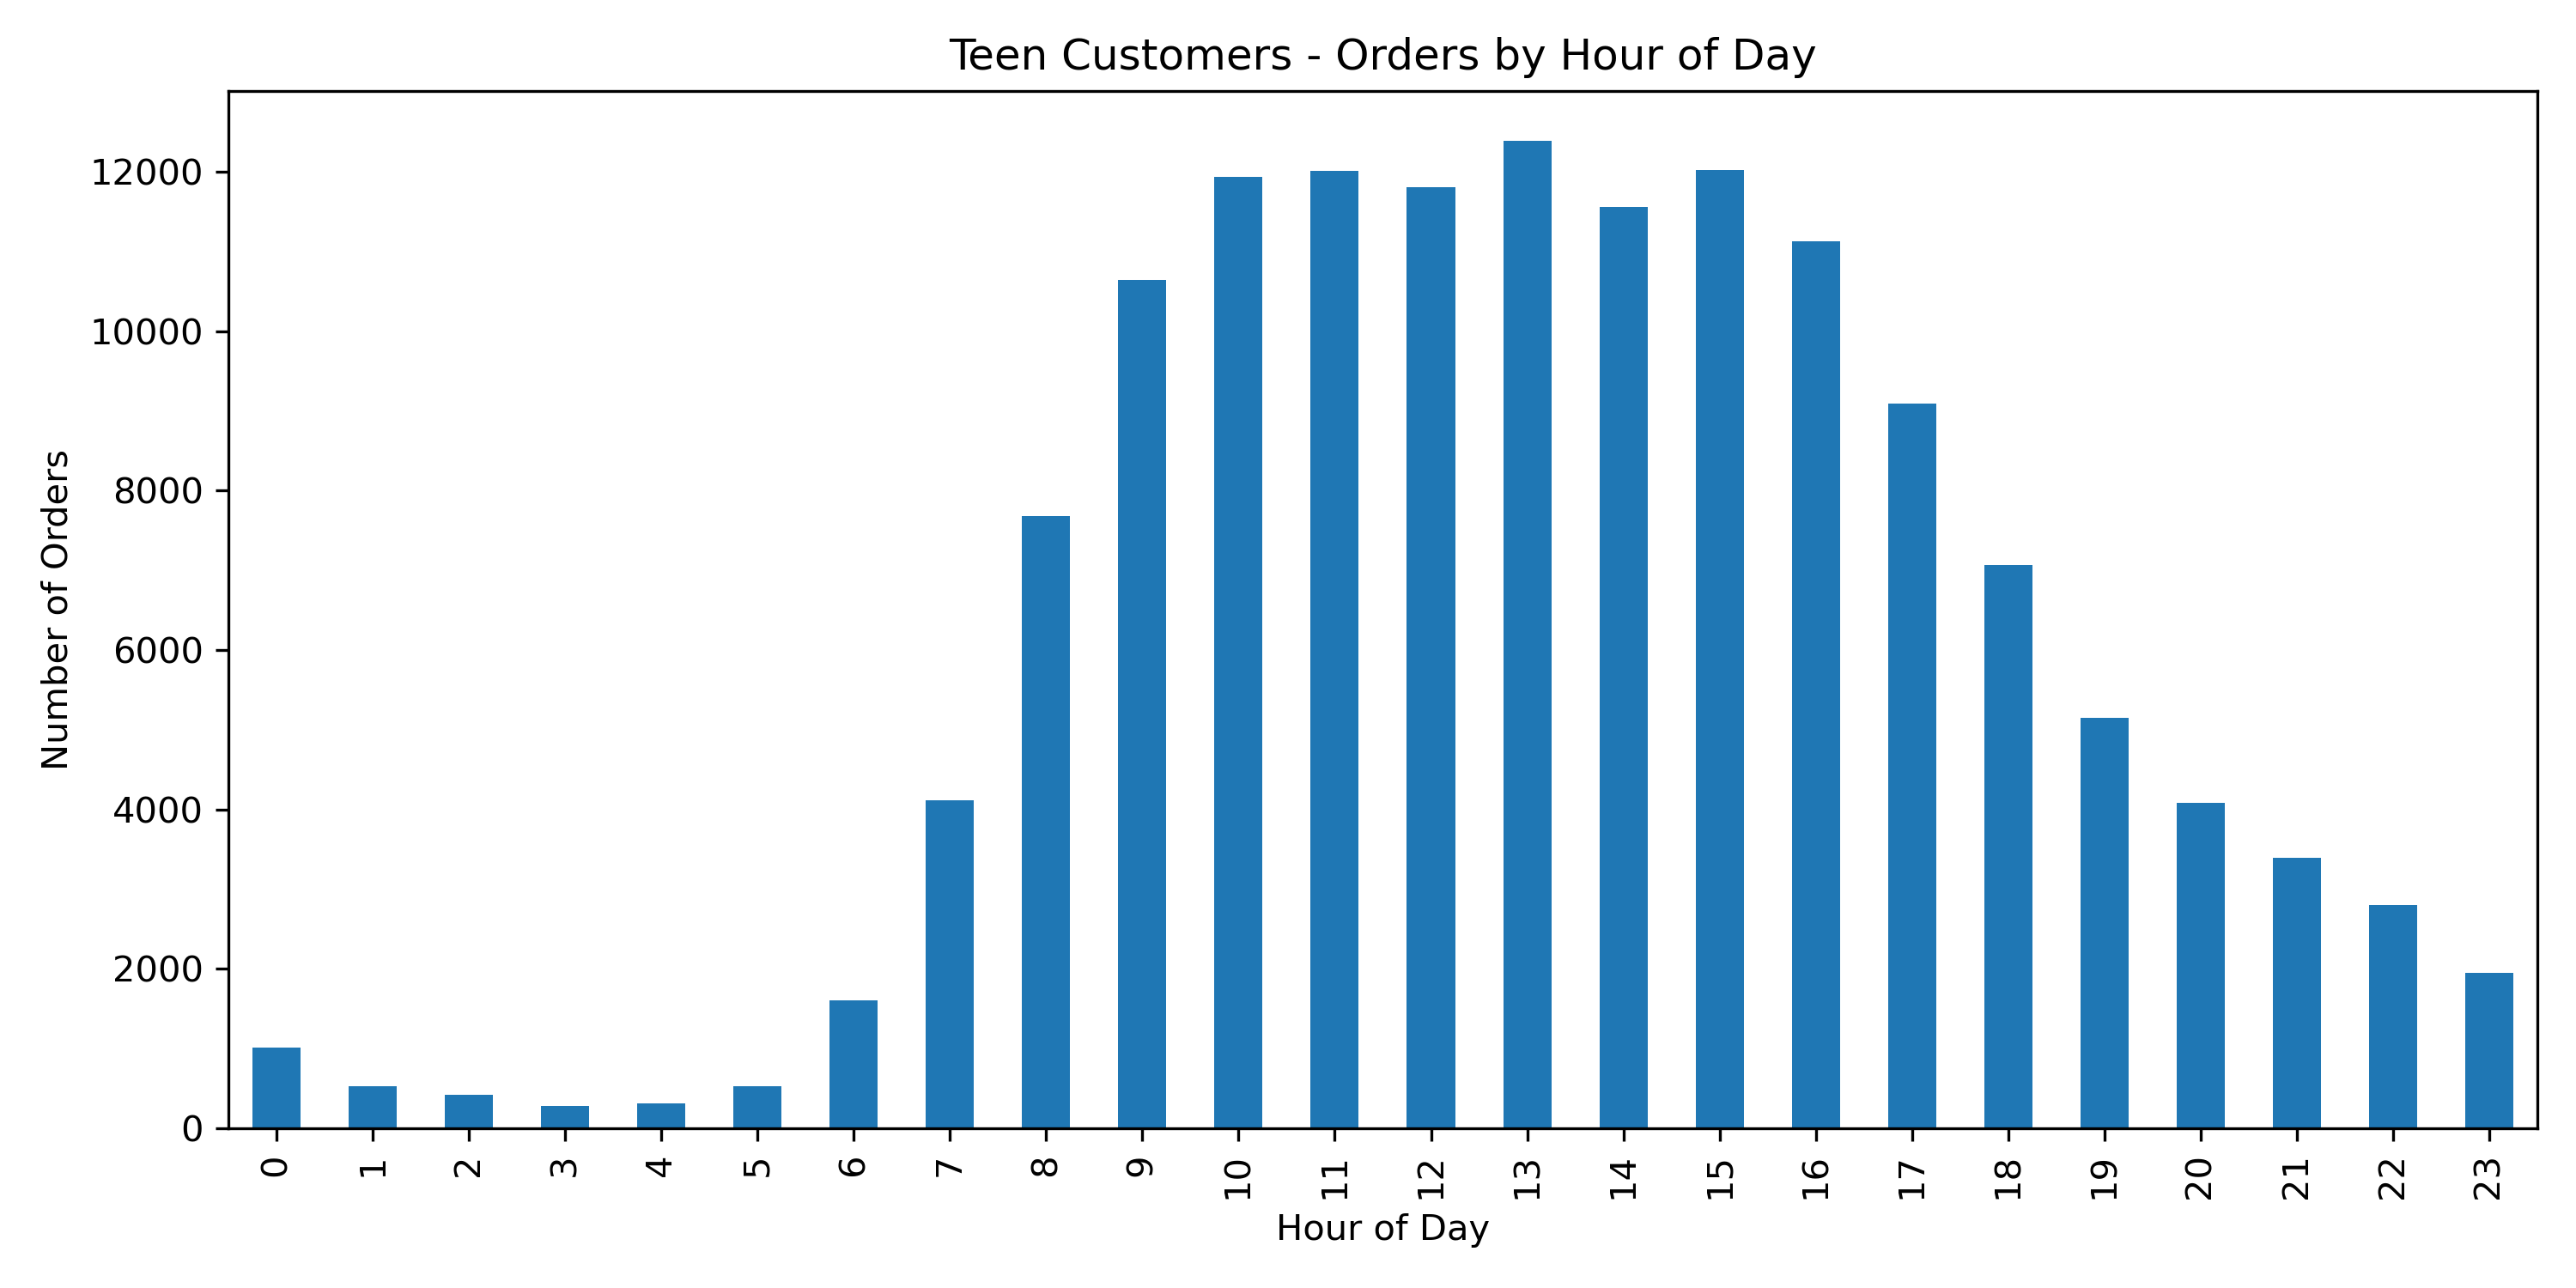 Teen Customers - Orders by Hour of Day
Number of Orders
12000
10000
8000
6000
4000
2000
0
0 1 2 3 4 5 6 7 8 9 10 11 12 13 14 15 16 17 18 19 20 21 22 23
Hour of Day